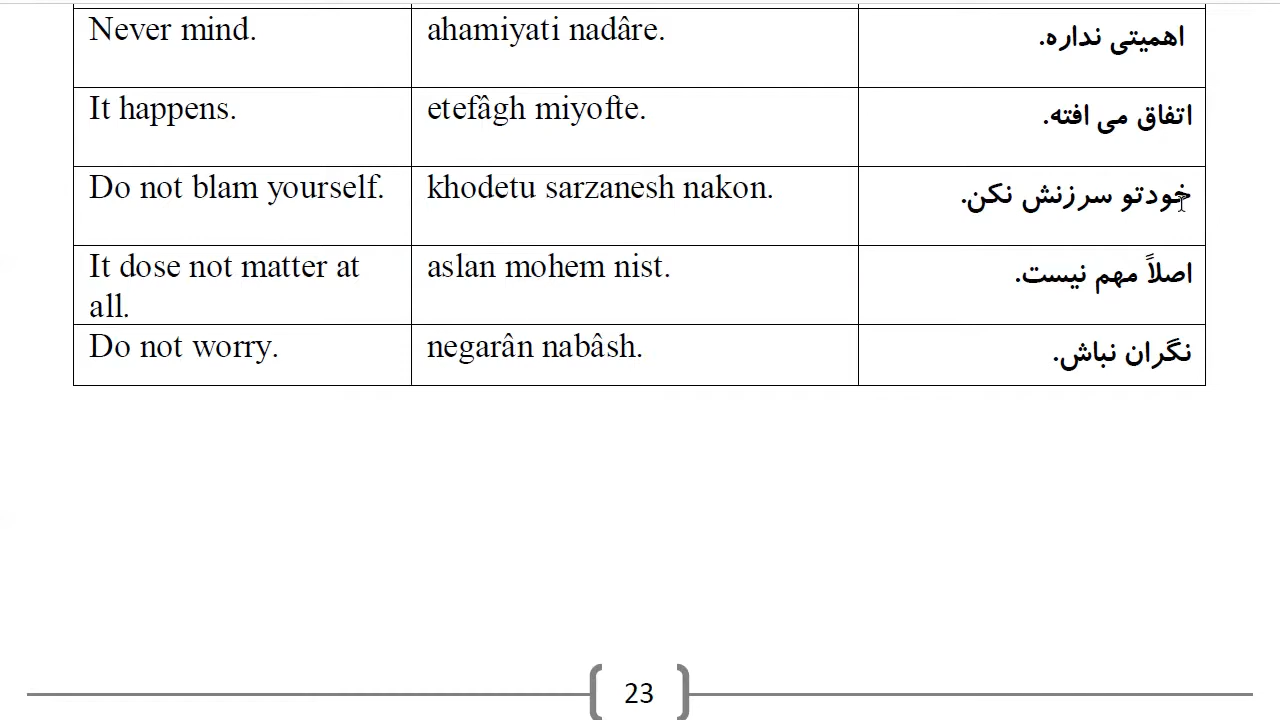 Never mind. ahamiyati nadâre. اهمیتی نداره.
It happens. etefâgh miyofte. اتفاق می افته.
Do not blam yourself. khodetu sarzanesh nakon. خودتو سرزنش نکن.
It dose not matter at aslan mohem nist. اصلاً مهم نیست.
all.
Do not worry. negarân nabâsh. نگران نباش.
23